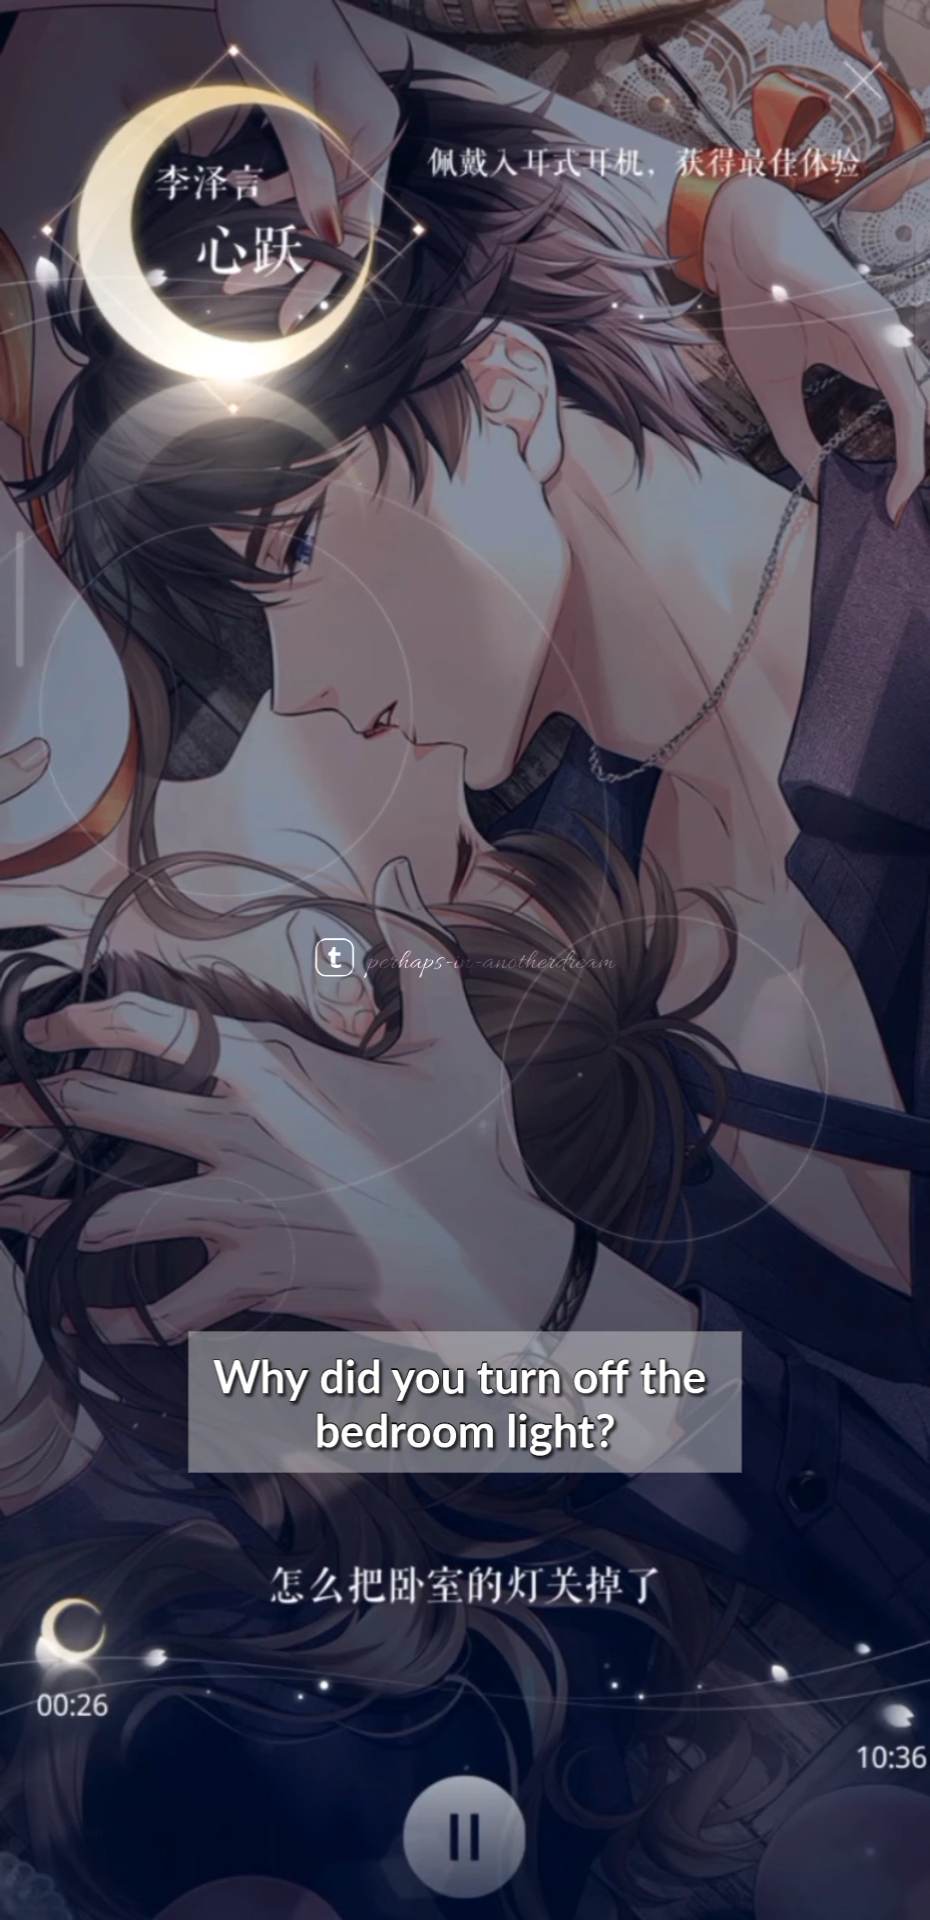 李泽言
心跃
佩戴入耳式耳机，获得最佳体验
t perhaps-in-anotherdream
Why did you turn off the
bedroom light?
怎么把卧室的灯关掉了
00:26
10:36